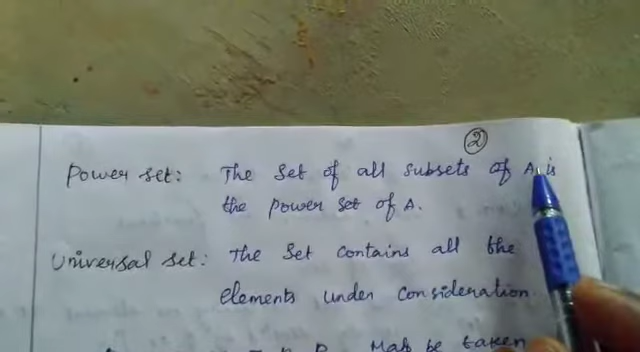 2
Power set: The set of all subsets of A is
the power set of A.
Universal set: The set contains all the
elements under consideration.
May be taken